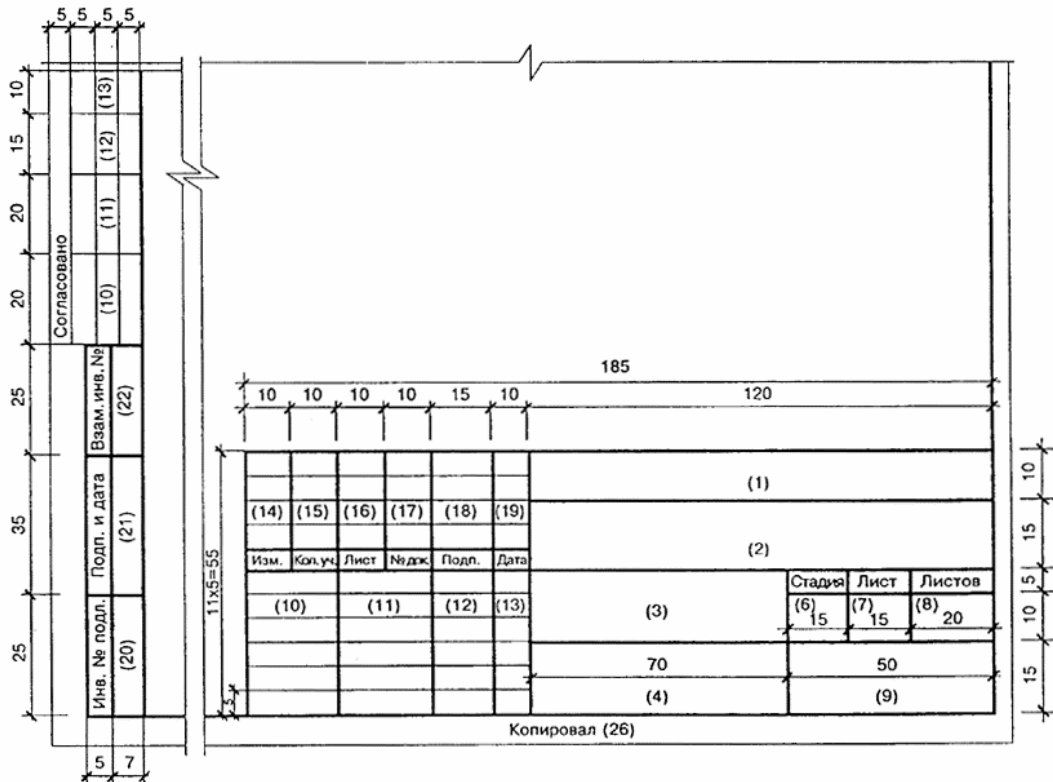 5 5 5 5
10
15
20
20
25
35
25
(13)
(12)
(11)
(10)
Согласовано
Взам. инв. №
(22)
Подп. и дата
(21)
Инв. № подл.
(20)
5 7
185
10 10 10 10 15 10 120
11x5=55
5
(1)
(14) (15) (16) (17) (18) (19)
(2)
Изм. Кол.уч. Лист №док. Подп. Дата
Стадия Лист Листов
(10) (11) (12) (13)
(3)
(6) (7) (8)
15 15 20
70 50
(4) (9)
10
15
5
10
15
Копировал (26)